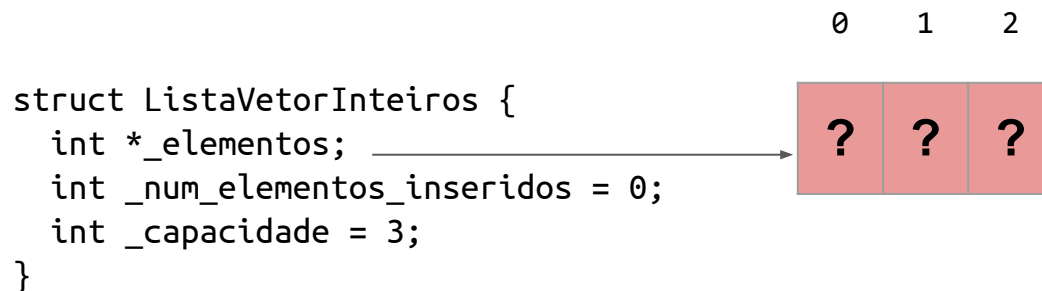 0 1 2
struct ListaVetorInteiros {
? ? ?
int *_elementos;
int _num_elementos_inseridos = 0;
int _capacidade = 3;
}